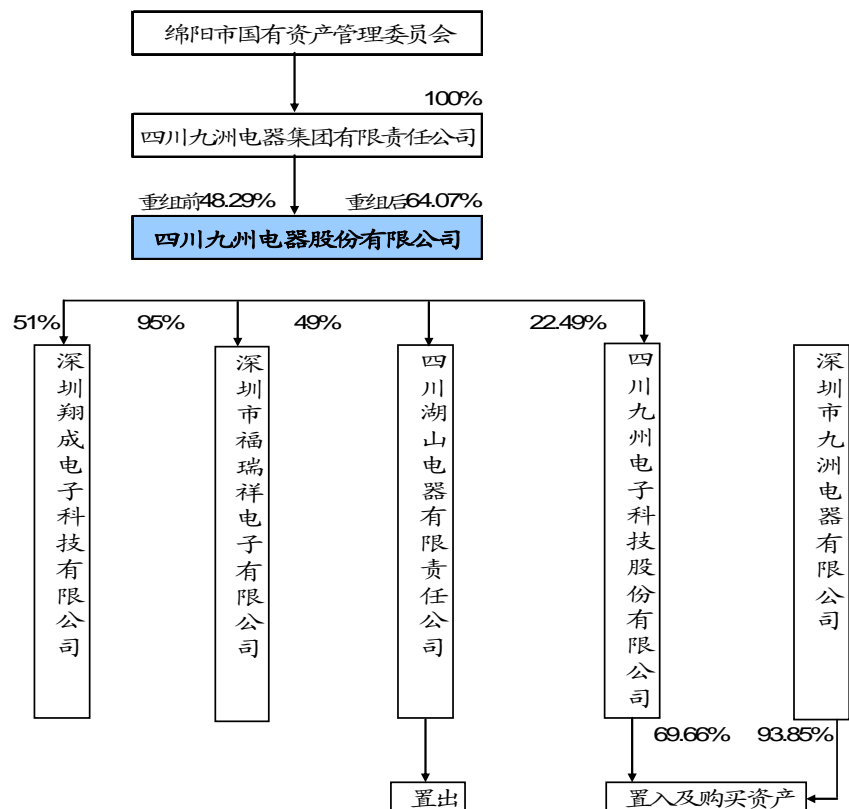 绵阳市国有资产管理委员会
100%
四川九洲电器集团有限责任公司
重组前48.29% 重组后64.07%
四川九州电器股份有限公司
51% 95% 49% 22.49%
深圳翔成电子科技有限公司
深圳市福瑞祥电子有限公司
四川湖山电器有限责任公司
四川九州电子科技股份有限公司
深圳市九洲电器有限公司
69.66% 93.85%
置出
置入及购买资产